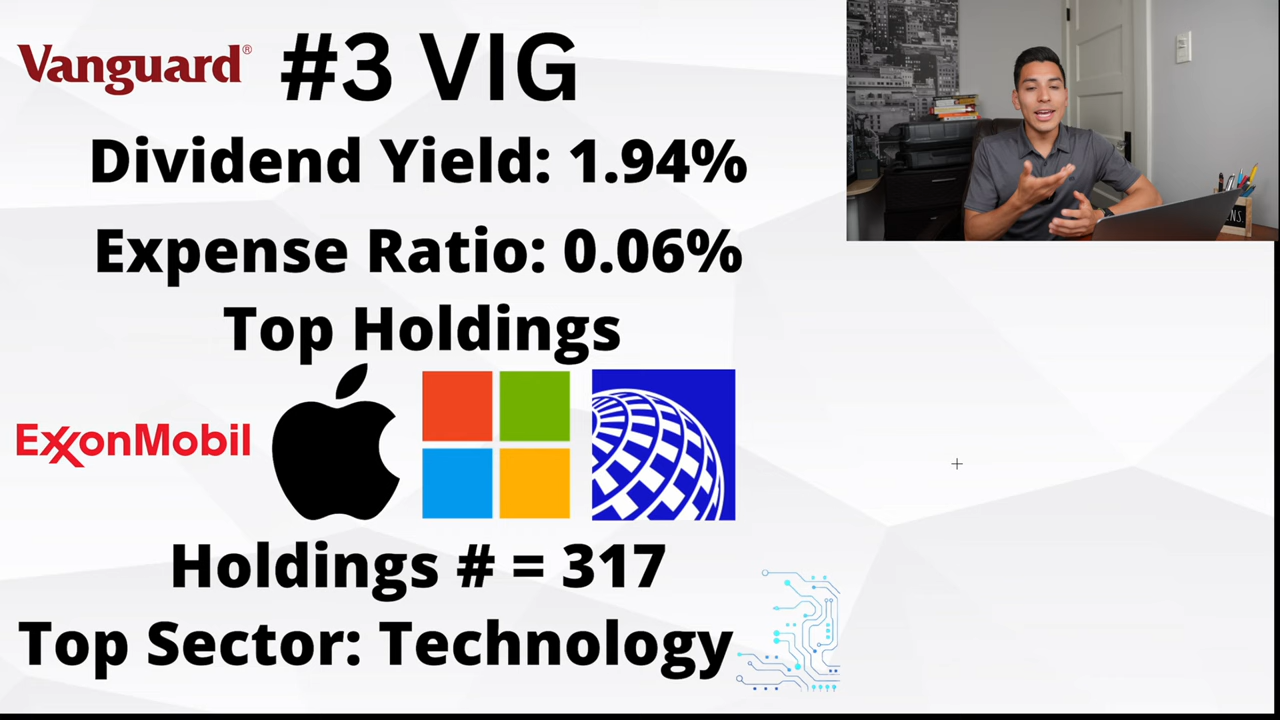 Vanguard®
#3 VIG
Dividend Yield: 1.94%
Expense Ratio: 0.06%
Top Holdings
ExxonMobil
Holdings # = 317
Top Sector: Technology